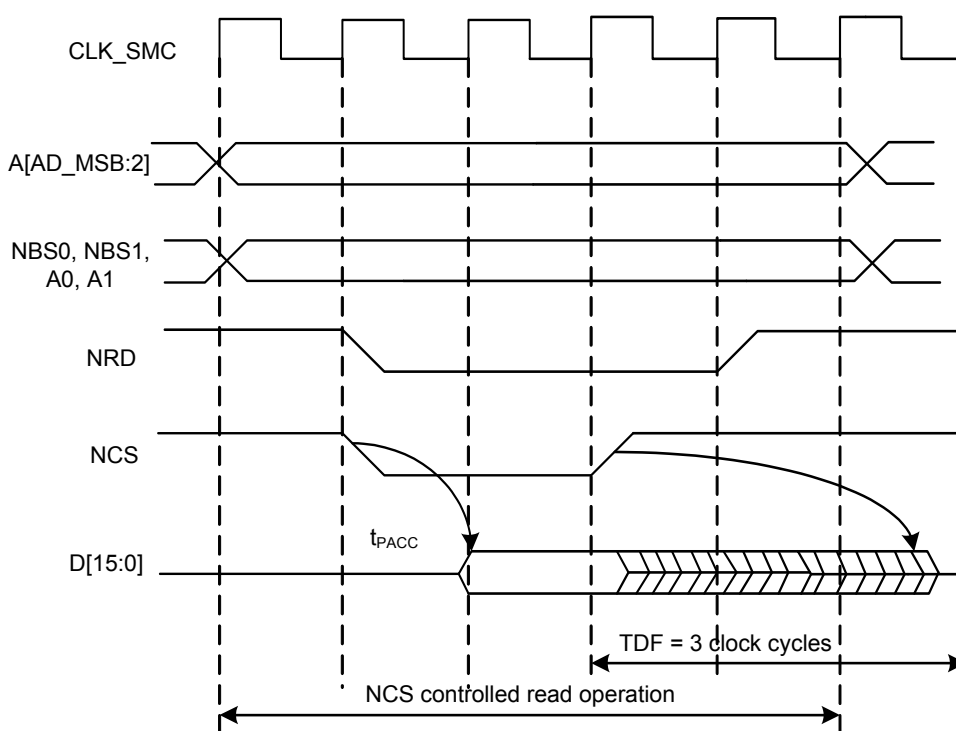 CLK_SMC
A[AD_MSB:2]
NBS0, NBS1,
A0, A1
NRD
NCS
tPACC
D[15:0]
TDF = 3 clock cycles
NCS controlled read operation